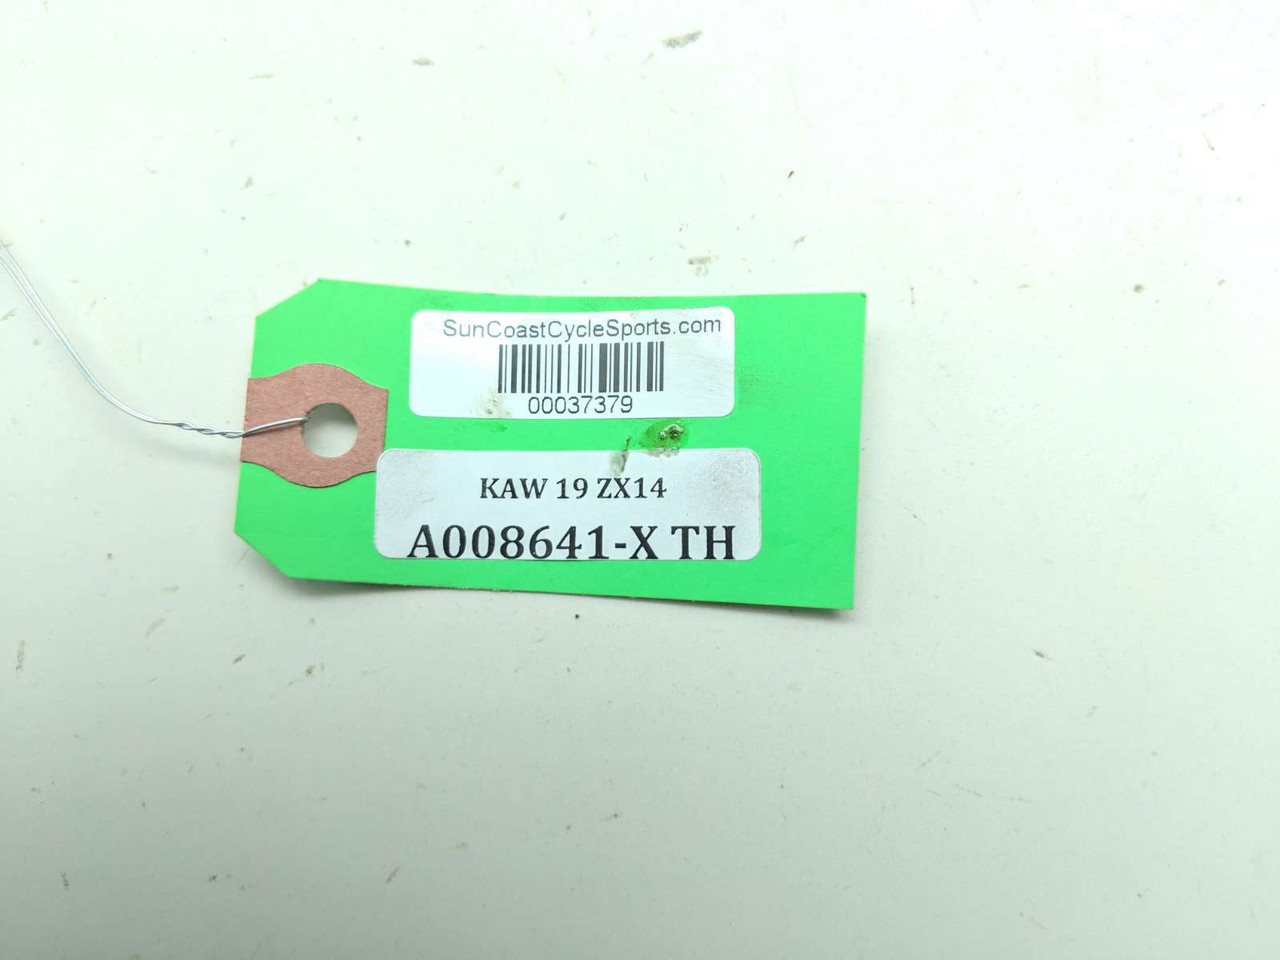 SunCoastCycleSports.com
00037379
KAW 19 ZX14
A008641-X TH